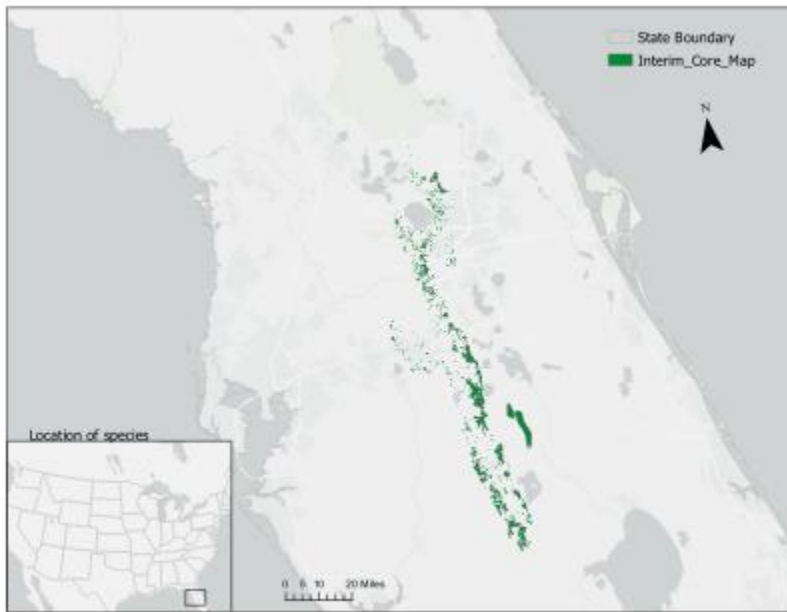 State Boundary
Interim_Core_Map
N
Location of species
0 5 10 20 Miles